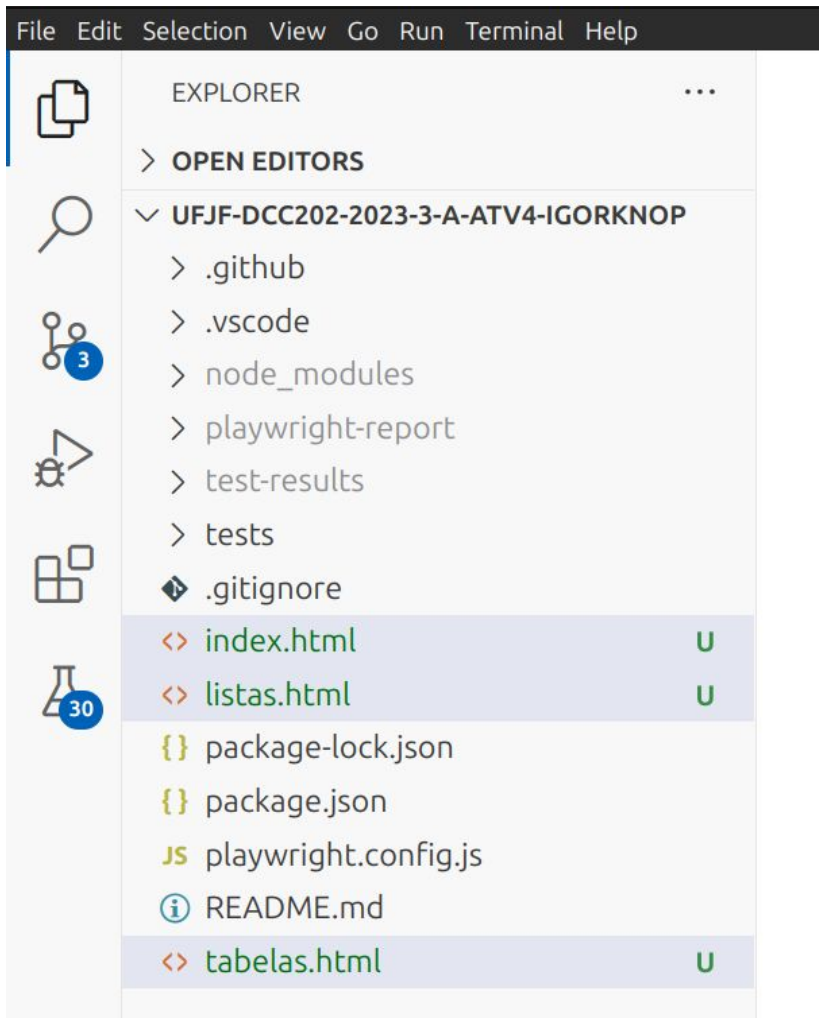 File Edit Selection View Go Run Terminal Help
EXPLORER ...
OPEN EDITORS
UFJF-DCC202-2023-3-A-ATV4-IGORKNOP
.github
.vscode
3
node_modules
playwright-report
test-results
tests
.gitignore
<> index.html U
<> listas.html U
30
{} package-lock.json
{} package.json
JS playwright.config.js
i README.md
<> tabelas.html U